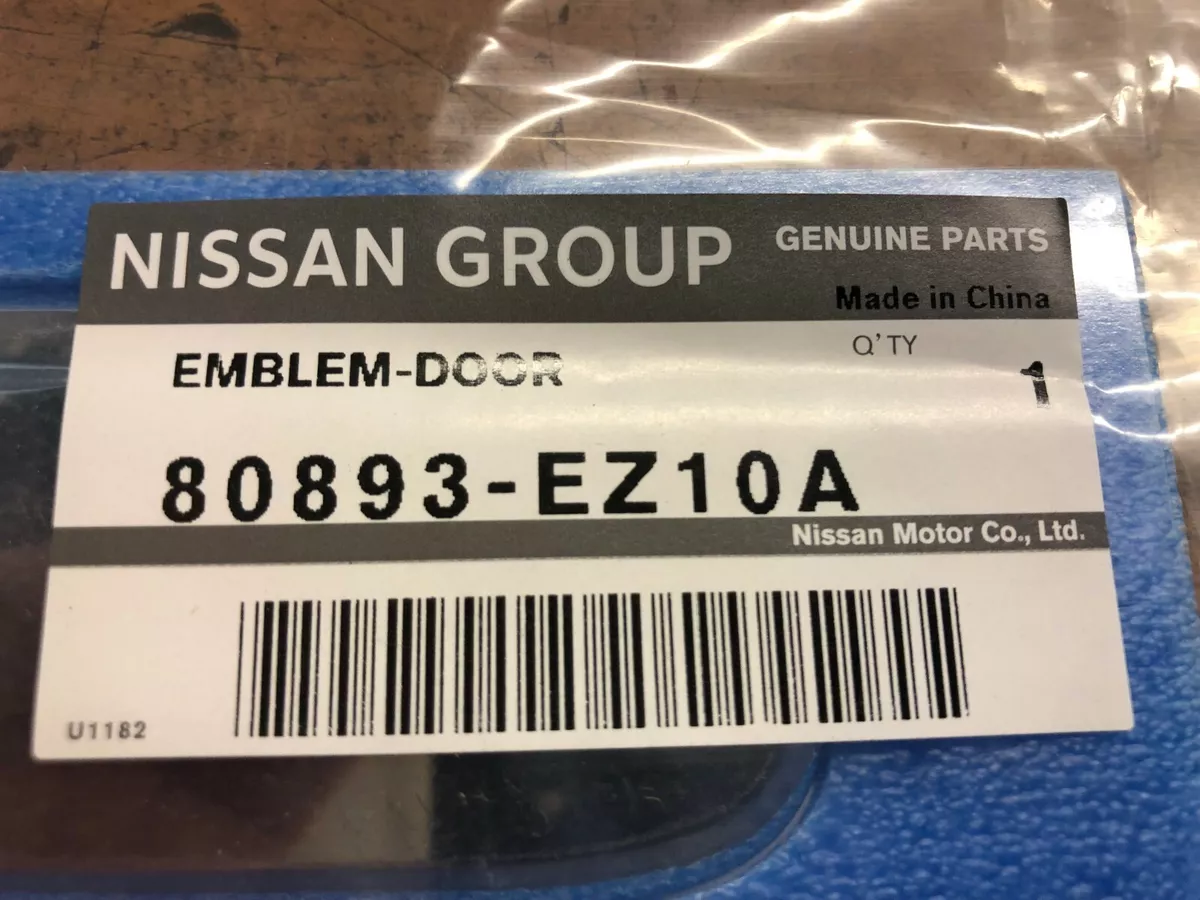 NISSAN GROUP GENUINE PARTS
Made in China
Q'TY
EMBLEM-DOOR
1
80893-EZ10A
Nissan Motor Co., Ltd.
U1182